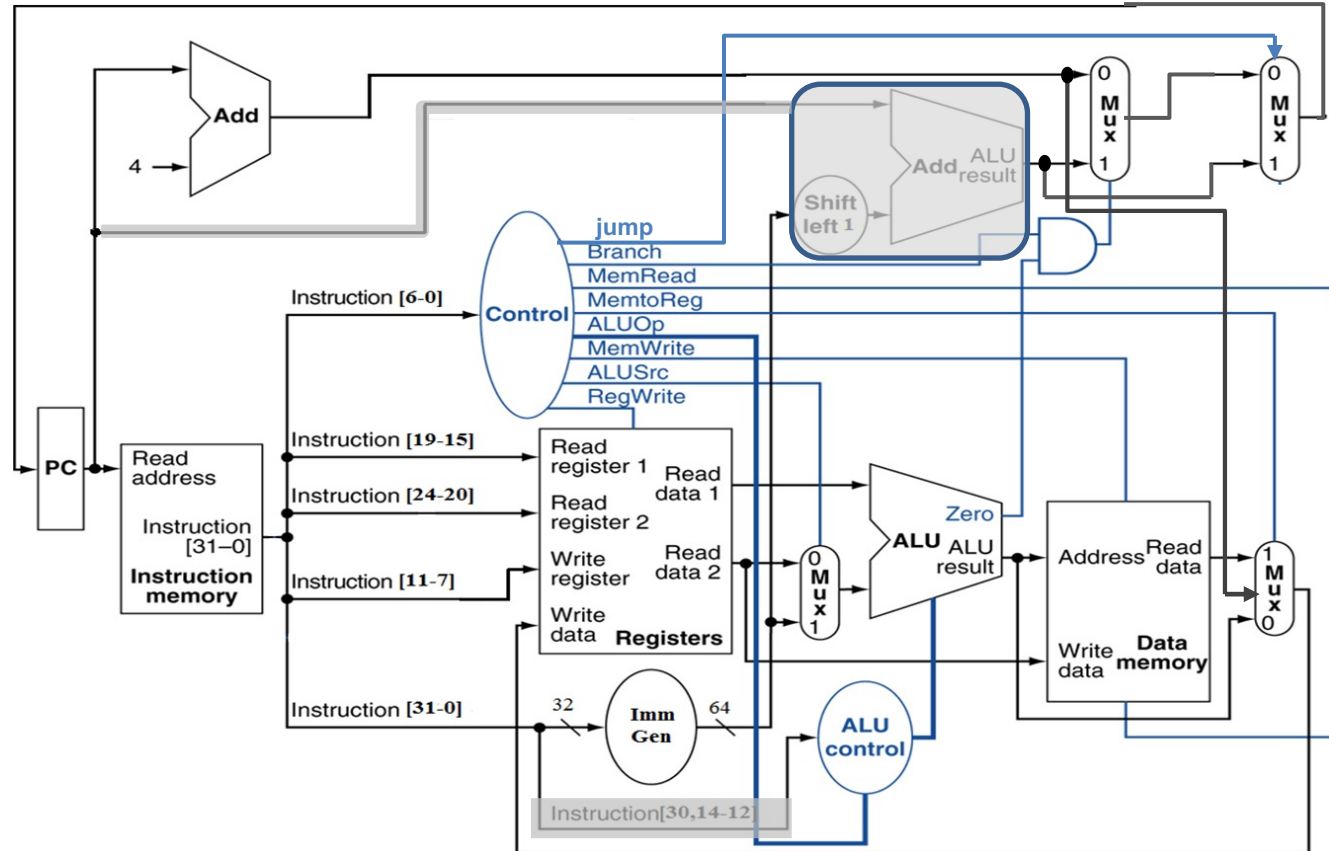 Add
4
0
Mux
1
0
Mux
1
Add
ALU
result
Shift
left 1
jump
Branch
MemRead
MemtoReg
ALUOp
MemWrite
ALUSrc
RegWrite
Control
Instruction [6-0]
Instruction [19-15]
Instruction [24-20]
Instruction [11-7]
Instruction [31-0]
PC
Read
address
Instruction
[31–0]
Instruction
memory
Read
register 1
Read
register 2
Write
register
Write
data
Read
data 1
Read
data 2
Registers
0
Mux
1
Zero
ALU
ALU
result
Address
Read
data
Write
data
Data
memory
1
Mux
0
32
Imm
Gen
64
ALU
control
Instruction[30,14-12]